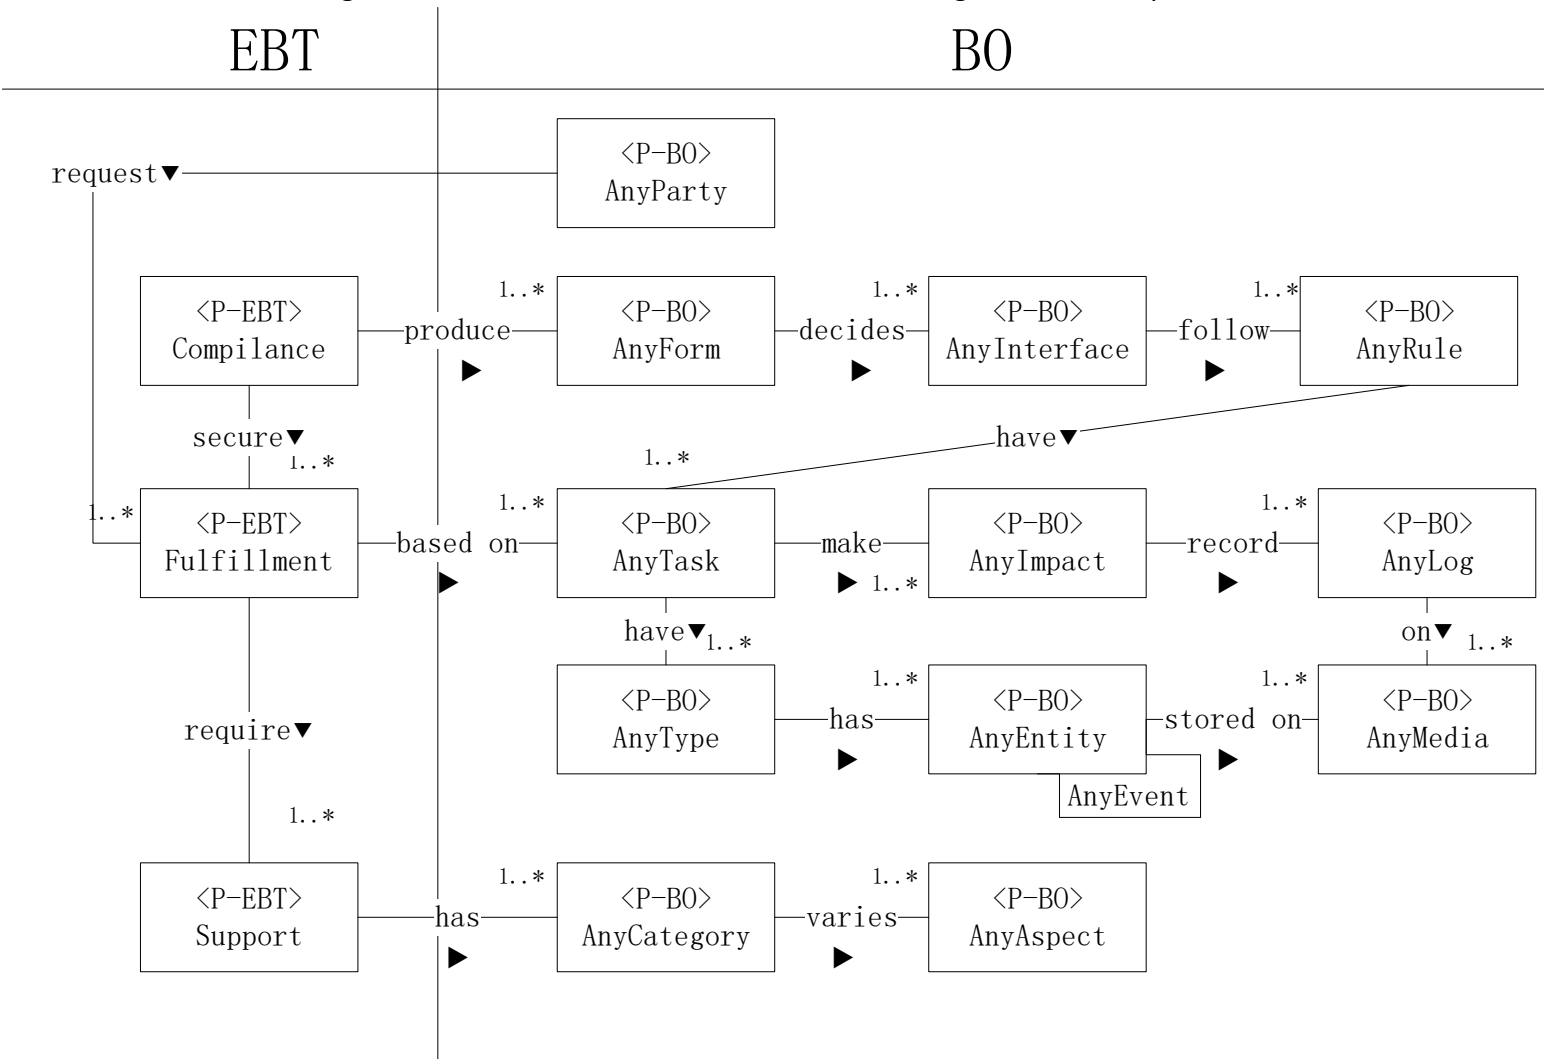 EBT
BO
request▼
<P-BO>
AnyParty
<P-EBT>
Compilance
produce
▶
1..*
<P-BO>
AnyForm
decides
▶
1..*
<P-BO>
AnyInterface
follow
▶
1..*
<P-BO>
AnyRule
secure▼
1..*
have▼
1..*
1..*
<P-EBT>
Fulfillment
based on
▶
1..*
<P-BO>
AnyTask
make
▶ 1..*
<P-BO>
AnyImpact
record
▶
1..*
<P-BO>
AnyLog
have▼
1..*
on▼
1..*
require▼
1..*
<P-BO>
AnyType
has
▶
1..*
<P-BO>
AnyEntity
AnyEvent
stored on
▶
1..*
<P-BO>
AnyMedia
<P-EBT>
Support
has
▶
1..*
<P-BO>
AnyCategory
varies
▶
1..*
<P-BO>
AnyAspect